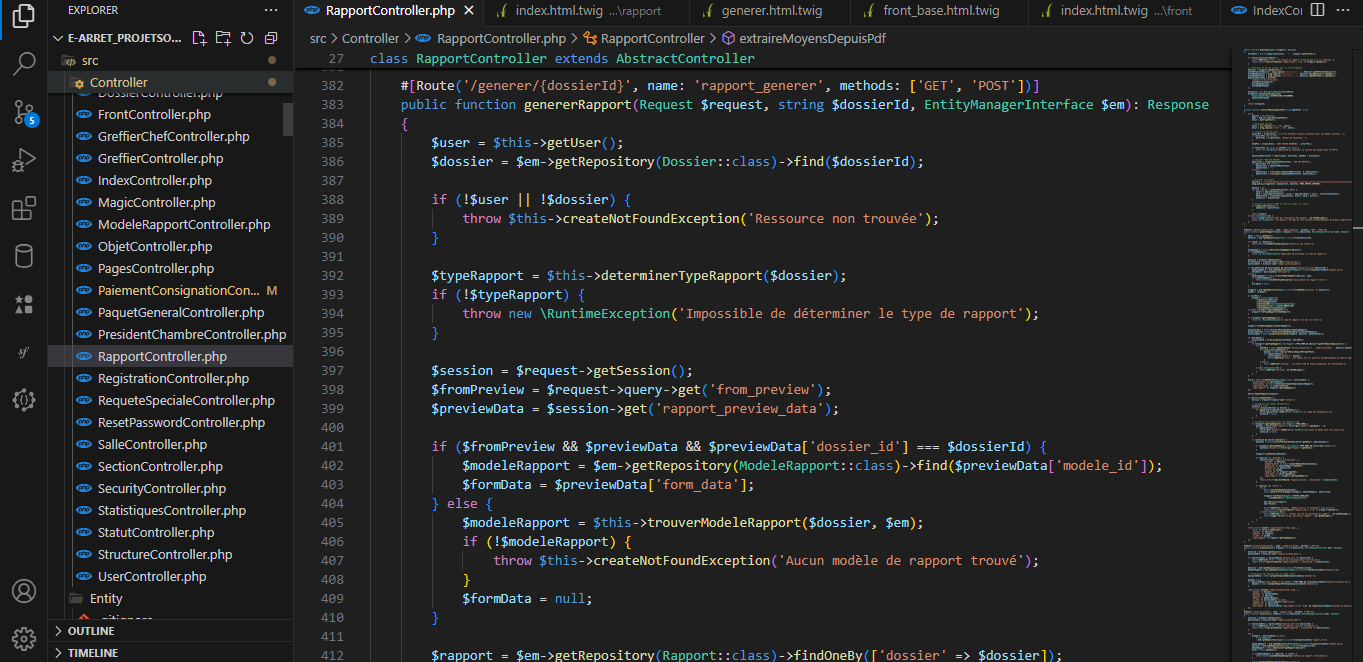 EXPLORER
RapportController.php
index.html.twig ...\rapport
generer.html.twig
front_base.html.twig
index.html.twig ...\front
IndexCo
E-ARRET_PROJETSO...
src > Controller > RapportController.php > RapportController > extraireMoyensDepuisPdf
src
Controller
DossierController.php
FrontController.php
GreffierChefController.php
GreffierController.php
IndexController.php
MagicController.php
ModeleRapportController.php
ObjetController.php
PagesController.php
PaiementConsignationCon... M
PaquetGeneralController.php
PresidentChambreController.php
RapportController.php
RegistrationController.php
RequeteSpecialeController.php
ResetPasswordController.php
SalleController.php
SectionController.php
SecurityController.php
StatistiquesController.php
StatutController.php
StructureController.php
UserController.php
Entity
.gitignore
OUTLINE
TIMELINE
5
27 class RapportController extends AbstractController
382 #[Route('/generer/{dossierId}', name: 'rapport_generer', methods: ['GET', 'POST'])]
383 public function genererRapport(Request $request, string $dossierId, EntityManagerInterface $em): Response
384 {
385 $user = $this->getUser();
386 $dossier = $em->getRepository(Dossier::class)->find($dossierId);
387
388 if (!$user || !$dossier) {
389 throw $this->createNotFoundException('Ressource non trouvée');
390 }
391
392 $typeRapport = $this->determinerTypeRapport($dossier);
393 if (!$typeRapport) {
394 throw new \RuntimeException('Impossible de déterminer le type de rapport');
395 }
396
397 $session = $request->getSession();
398 $fromPreview = $request->query->get('from_preview');
399 $previewData = $session->get('rapport_preview_data');
400
401 if ($fromPreview && $previewData && $previewData['dossier_id'] === $dossierId) {
402 $modeleRapport = $em->getRepository(ModeleRapport::class)->find($previewData['modele_id']);
403 $formData = $previewData['form_data'];
404 } else {
405 $modeleRapport = $this->trouverModeleRapport($dossier, $em);
406 if (!$modeleRapport) {
407 throw $this->createNotFoundException('Aucun modèle de rapport trouvé');
408 }
409 $formData = null;
410 }
411
412 $rapport = $em->getRepository(Rapport::class)->findOneBy(['dossier' => $dossier]);